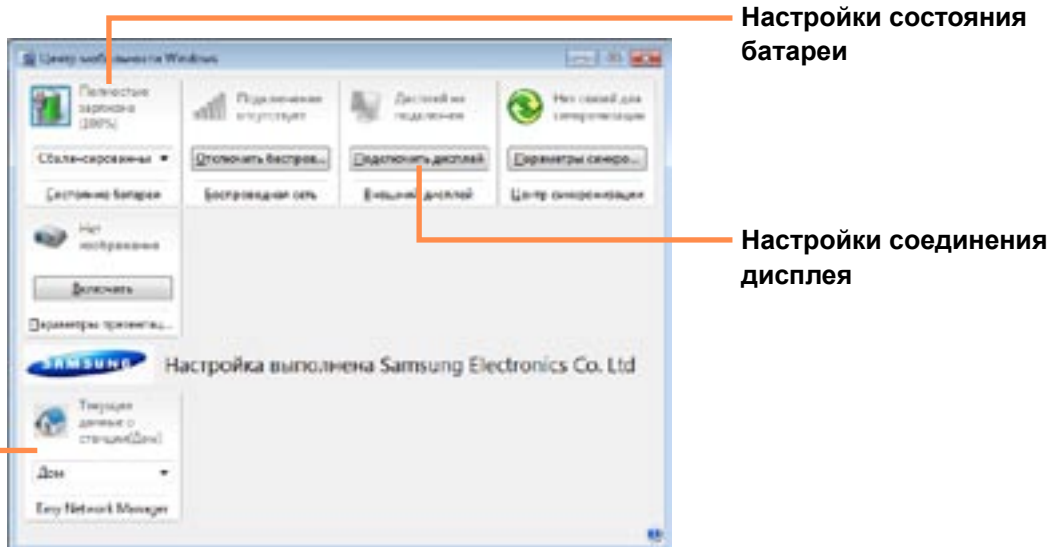 Настройки состояния
батареи
Центр мобильности Windows
Полностью
заряжена
(100%)
Подключение
отсутствует
Дисплей не
подключен
Нет связей для
синхронизации
Сбалансированный
Отключить беспров...
Подключить дисплей
Параметры синхро...
Состояние батареи
Беспроводная сеть
Внешний дисплей
Центр синхронизации
Настройки соединения
дисплея
Нет
изображения
Включить
Параметры презентац...
SAMSUNG
Настройка выполнена Samsung Electronics Co. Ltd
Текущие
данные о
станции(Дом)
Дом
Easy Network Manager